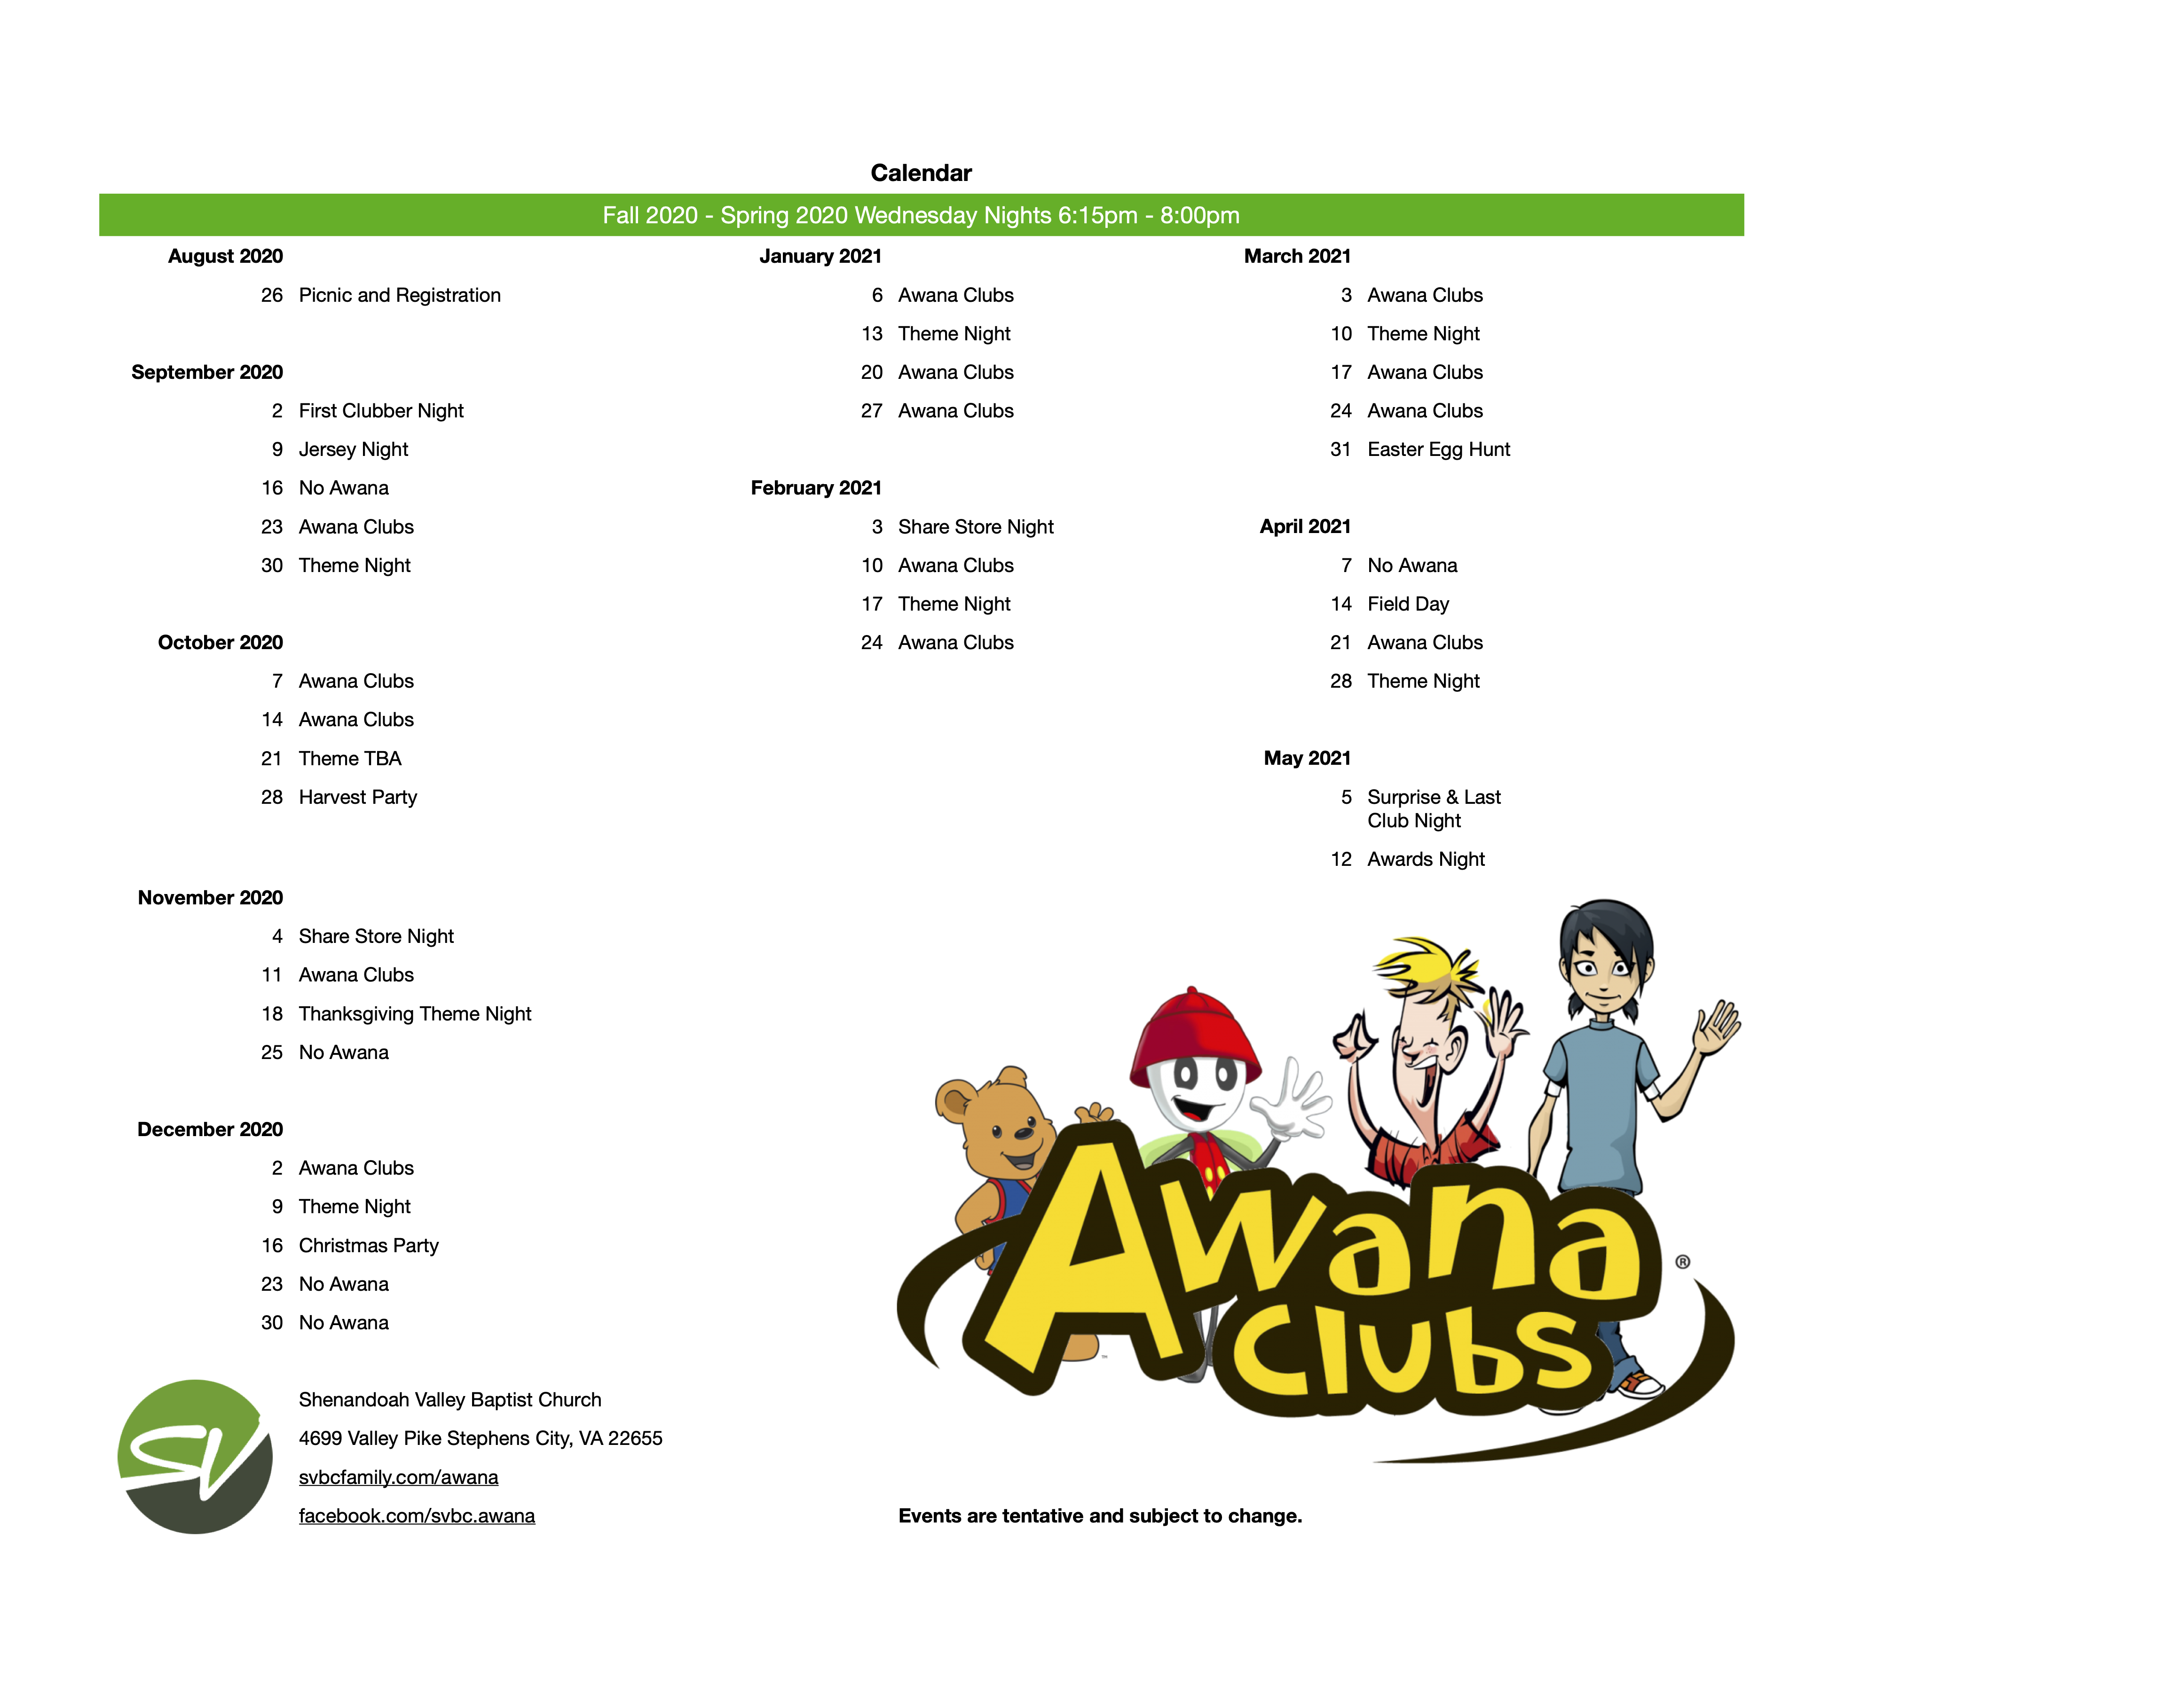 Calendar
Fall 2020 - Spring 2020 Wednesday Nights 6:15pm - 8:00pm
August 2020
26 Picnic and Registration
September 2020
2 First Clubber Night
9 Jersey Night
16 No Awana
23 Awana Clubs
30 Theme Night
October 2020
7 Awana Clubs
14 Awana Clubs
21 Theme TBA
28 Harvest Party
November 2020
4 Share Store Night
11 Awana Clubs
18 Thanksgiving Theme Night
25 No Awana
December 2020
2 Awana Clubs
9 Theme Night
16 Christmas Party
23 No Awana
30 No Awana
January 2021
6 Awana Clubs
13 Theme Night
20 Awana Clubs
27 Awana Clubs
February 2021
3 Share Store Night
10 Awana Clubs
17 Theme Night
24 Awana Clubs
March 2021
3 Awana Clubs
10 Theme Night
17 Awana Clubs
24 Awana Clubs
31 Easter Egg Hunt
April 2021
7 No Awana
14 Field Day
21 Awana Clubs
28 Theme Night
May 2021
5 Surprise & Last
Club Night
12 Awards Night
Awana ®
Clubs
™
SV
Shenandoah Valley Baptist Church
4699 Valley Pike Stephens City, VA 22655
svbcfamily.com/awana
facebook.com/svbc.awana
Events are tentative and subject to change.